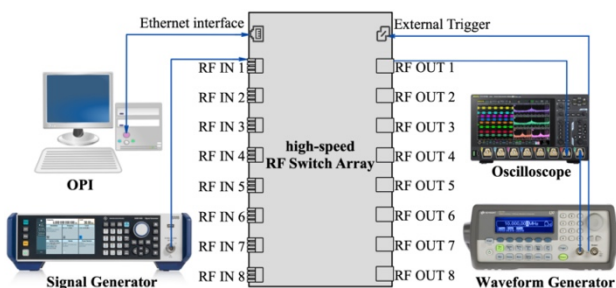 Ethernet interface
External Trigger
RF IN 1
RF OUT 1
RF IN 2
RF OUT 2
RF IN 3
RF OUT 3
high-speed
RF Switch Array
RF IN 4
RF OUT 4
RF IN 5
RF OUT 5
RF IN 6
RF OUT 6
RF IN 7
RF OUT 7
RF IN 8
RF OUT 8
OPI
Oscilloscope
Signal Generator
Waveform Generator